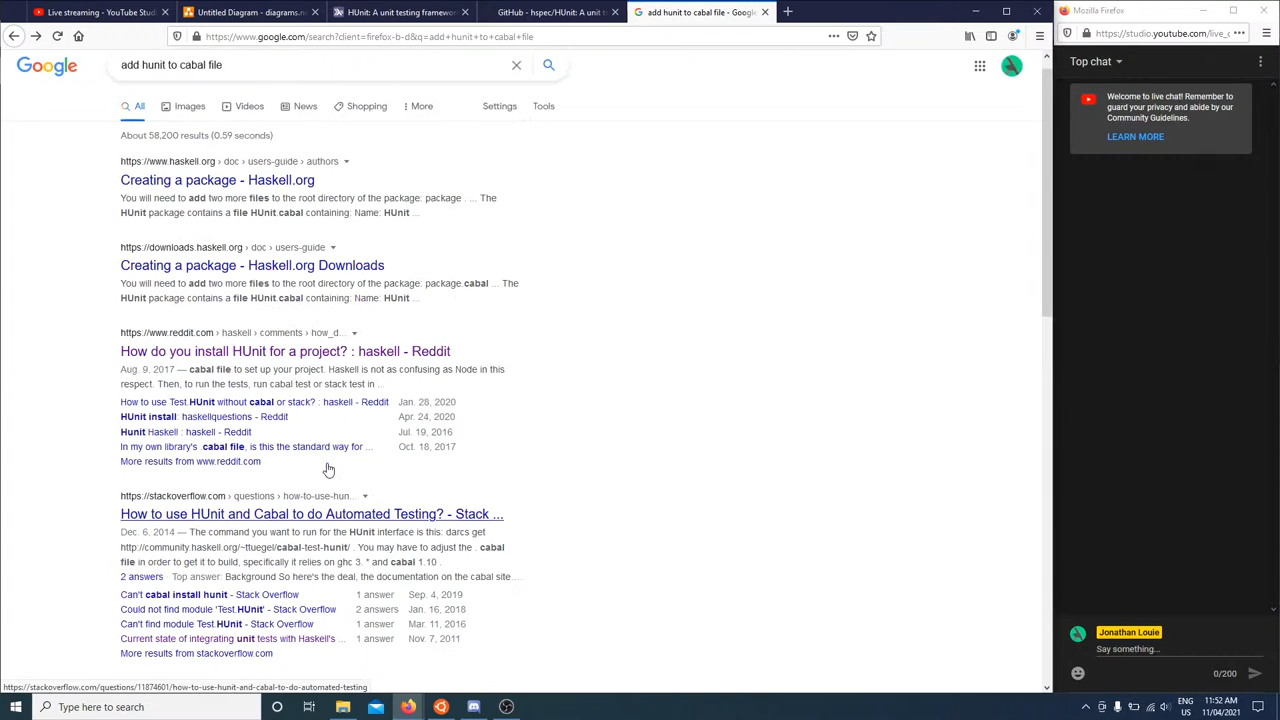 Live streaming - YouTube Stud
Untitled Diagram - diagrams.ne
HUnit: A unit testing framewor
GitHub - hspec/HUnit: A unit t
add hunit to cabal file - Google
Mozilla Firefox
https://www.google.com/search?client=firefox-b-d&q=add+hunit+to+cabal+file
https://studio.youtube.com/live_c
Google
add hunit to cabal file
Top chat
All
Images
Videos
News
Shopping
More
Settings
Tools
Welcome to live chat! Remember to
guard your privacy and abide by our
Community Guidelines.
LEARN MORE
About 58,200 results (0.59 seconds)
https://www.haskell.org › doc › users-guide › authors
Creating a package - Haskell.org
You will need to add two more files to the root directory of the package: package . ... The
HUnit package contains a file HUnit.cabal containing: Name: HUnit ...
https://downloads.haskell.org › doc › users-guide
Creating a package - Haskell.org Downloads
You will need to add two more files to the root directory of the package: package.cabal ... The
HUnit package contains a file HUnit.cabal containing: Name: HUnit ...
https://www.reddit.com › haskell › comments › how_d...
How do you install HUnit for a project? : haskell - Reddit
Aug. 9, 2017 — cabal file to set up your project. Haskell is not as confusing as Node in this
respect. Then, to run the tests, run cabal test or stack test in ...
How to use Test.HUnit without cabal or stack? : haskell - Reddit Jan. 28, 2020
HUnit install: haskellquestions - Reddit Apr. 24, 2020
Hunit Haskell : haskell - Reddit Jul. 19, 2016
In my own library's .cabal file, is this the standard way for ... Oct. 18, 2017
More results from www.reddit.com
https://stackoverflow.com › questions › how-to-use-hun...
How to use HUnit and Cabal to do Automated Testing? - Stack ...
Dec. 6, 2014 — The command you want to run for the HUnit interface is this: darcs get
http://community.haskell.org/~ttuegel/cabal-test-hunit/ . You may have to adjust the . cabal
file in order to get it to build, specifically it relies on ghc 3. * and cabal 1.10 .
2 answers Top answer: Background So here's the deal, the documentation on the cabal site...
Can't cabal install hunit - Stack Overflow 1 answer Sep. 4, 2019
Could not find module 'Test.HUnit' - Stack Overflow 2 answers Jan. 16, 2018
Can't find module Test.HUnit - Stack Overflow 1 answer Mar. 11, 2016
Current state of integrating unit tests with Haskell's ... 1 answer Nov. 7, 2011
More results from stackoverflow.com
Jonathan Louie
Say something...
0/200
https://stackoverflow.com/questions/11874601/how-to-use-hunit-and-cabal-to-do-automated-testing
Type here to search
ENG
US
11:52 AM
11/04/2021